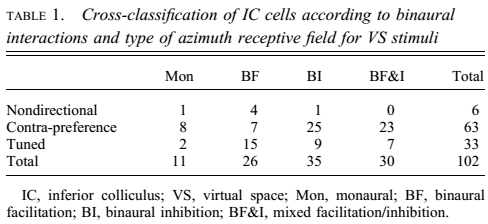 TABLE 1. Cross-classification of IC cells according to binaural
interactions and type of azimuth receptive field for VS stimuli
Mon BF BI BF&I Total
Nondirectional 1 4 1 0 6
Contra-preference 8 7 25 23 63
Tuned 2 15 9 7 33
Total 11 26 35 30 102
IC, inferior colliculus; VS, virtual space; Mon, monaural; BF, binaural
facilitation; BI, binaural inhibition; BF&I, mixed facilitation/inhibition.